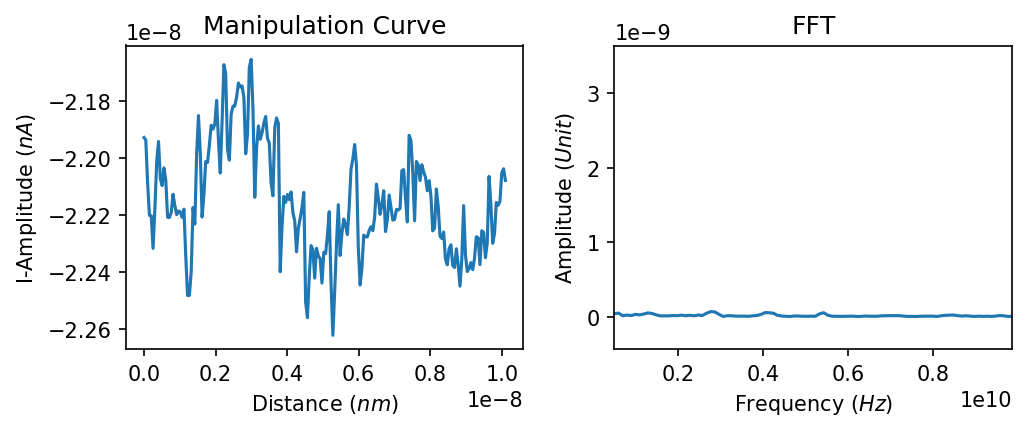 Manipulation Curve
1e−8
−2.18
−2.20
−2.22
−2.24
−2.26
I-Amplitude (nA)
0.0 0.2 0.4 0.6 0.8 1.0
Distance (nm)
1e−8
FFT
1e−9
3
2
1
0
Amplitude (Unit)
0.2 0.4 0.6 0.8
Frequency (Hz)
1e10